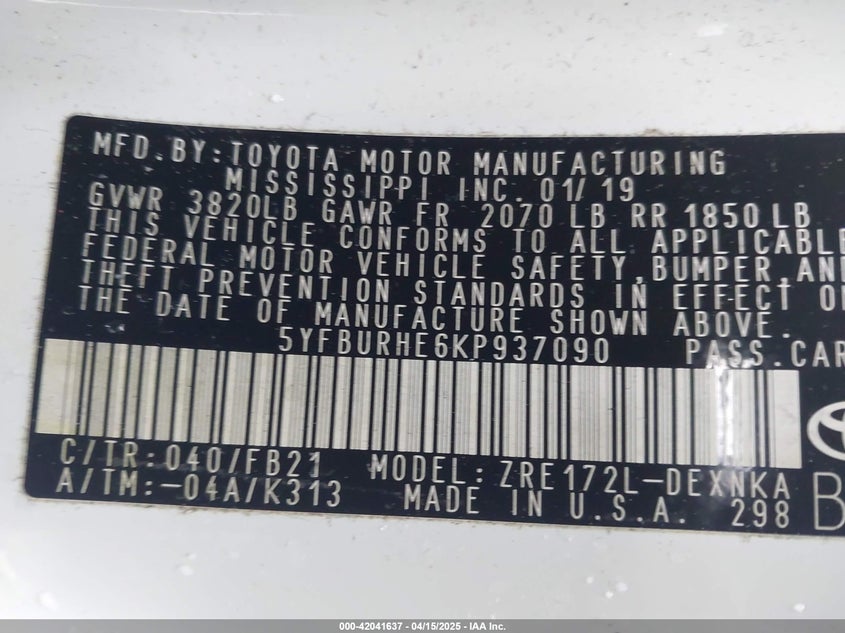 MFD.BY:TOYOTA MOTOR MANUFACTURING
MISSISSIPPI INC. 01/19
GVWR 3820LB GAWR FR 2070 LB RR 1850 LB
THIS VEHICLE CONFORMS TO ALL APPLICABLE
FEDERAL MOTOR VEHICLE SAFETY,BUMPER,AND
THEFT PREVENTION STANDARDS IN EFFECT ON
THE DATE OF MANUFACTURE SHOWN ABOVE.
5YFBURHE6KP937090 PASS.CAR
C/TR:040/FB21 MODEL:ZRE172L-DEXNKA
A/TM:-04A/K313 MADE IN U.S.A. 298 B
000-42041637 - 04/15/2025 - IAA Inc.